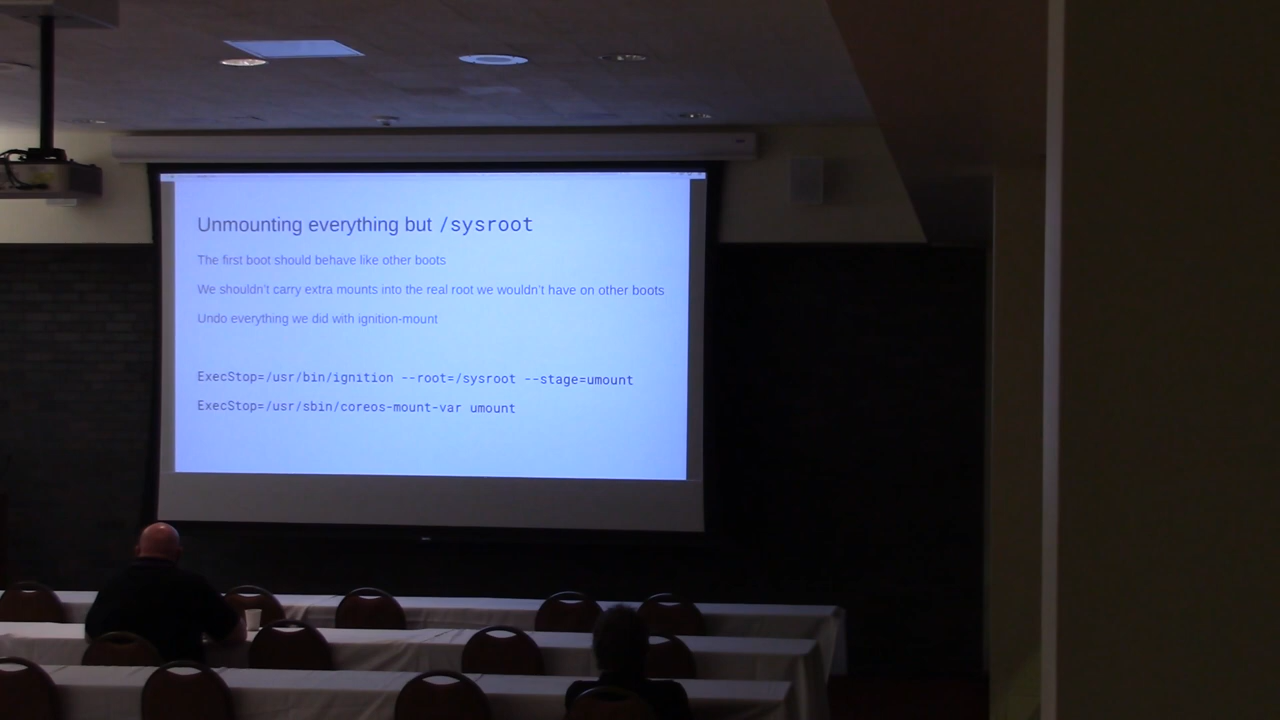 Unmounting everything but /sysroot
The first boot should behave like other boots
We shouldn't carry extra mounts into the real root we wouldn't have on other boots
Undo everything we did with ignition-mount
ExecStop=/usr/bin/ignition --root=/sysroot --stage=umount
ExecStop=/usr/sbin/coreos-mount-var umount